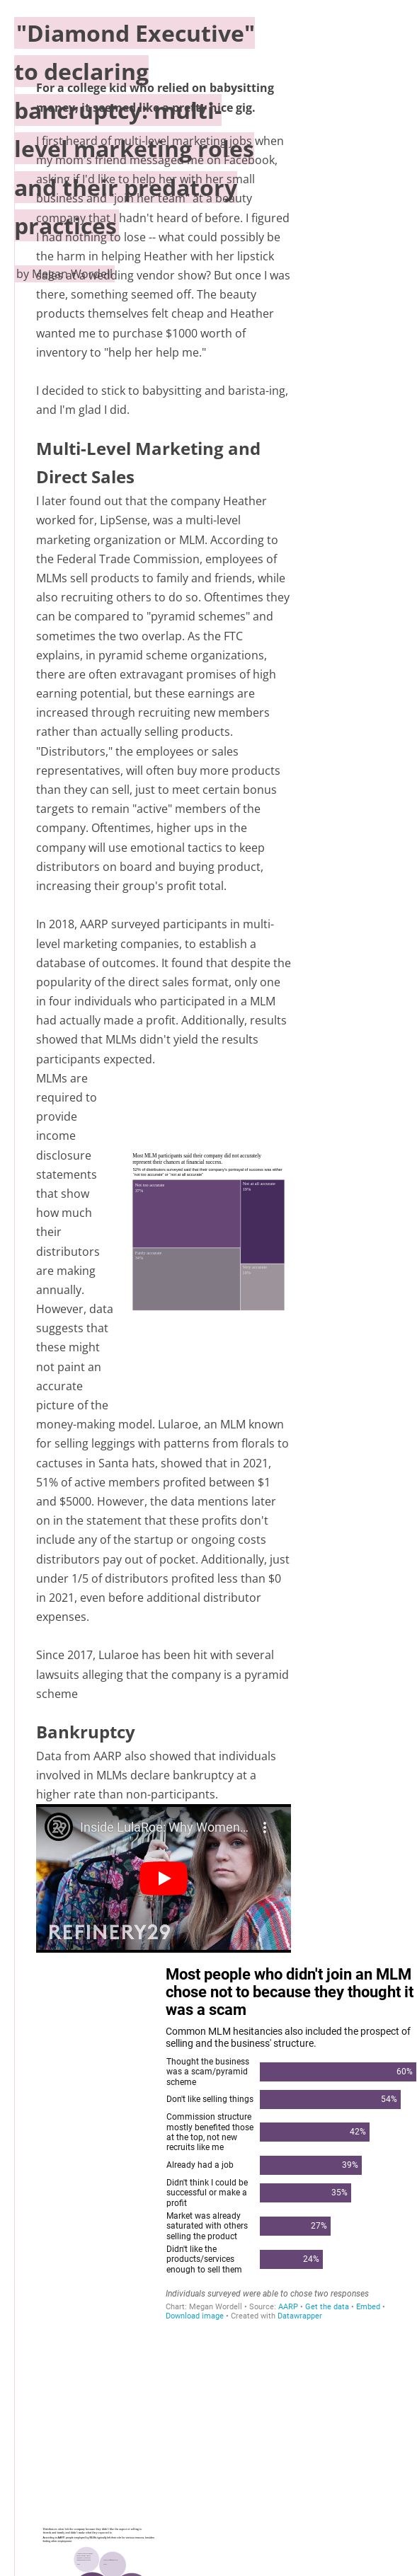 "Diamond Executive"
to declaring
bancruptcy: multi-
level marketing roles
and their predatory
practices
by Megan Wordell
For a college kid who relied on babysitting
money, it seemed like a pretty nice gig.
I first heard of multi-level marketing jobs when
my mom's friend messaged me on Facebook,
asking if I'd like to help her with her small
business and "join her team" at a beauty
company that I hadn't heard of before. I figured
I had nothing to lose -- what could possibly be
the harm in helping Heather with her lipstick
sales at a wedding vendor show? But once I was
there, something seemed off. The beauty
products themselves felt cheap and Heather
wanted me to purchase $1000 worth of
inventory to "help her help me."
I decided to stick to babysitting and barista-ing,
and I'm glad I did.
Multi-Level Marketing and
Direct Sales
I later found out that the company Heather
worked for, LipSense, was a multi-level
marketing organization or MLM. According to
the Federal Trade Commission, employees of
MLMs sell products to family and friends, while
also recruiting others to do so. Oftentimes they
can be compared to "pyramid schemes" and
sometimes the two overlap. As the FTC
explains, in pyramid scheme organizations,
there are often extravagant promises of high
earning potential, but these earnings are
increased through recruiting new members
rather than actually selling products.
"Distributors," the employees or sales
representatives, will often buy more products
than they can sell, just to meet certain bonus
targets to remain "active" members of the
company. Oftentimes, higher ups in the
company will use emotional tactics to keep
distributors on board and buying product,
increasing their group's profit total.
In 2018, AARP surveyed participants in multi-
level marketing companies, to establish a
database of outcomes. It found that despite the
popularity of the direct sales format, only one
in four individuals who participated in a MLM
had actually made a profit. Additionally, results
showed that MLMs didn't yield the results
participants expected.
MLMs are
required to
provide
income
disclosure
statements
that show
how much
their
distributors
are making
annually.
However, data
suggests that
these might
not paint an
accurate
picture of the
Most MLM participants said their company did not accurately
represent their chances at financial success.
52% of distributors surveyed said that their company's portrayal of success was either
"not too accurate" or "not at all accurate"
Not too accurate
Not at all accurate
Fairly accurate
Very accurate
money-making model. Lularoe, an MLM known
for selling leggings with patterns from florals to
cactuses in Santa hats, showed that in 2021,
51% of active members profited between $1
and $5000. However, the data mentions later
on in the statement that these profits don't
include any of the startup or ongoing costs
distributors pay out of pocket. Additionally, just
under 1/5 of distributors profited less than $0
in 2021, even before additional distributor
expenses.
Since 2017, Lularoe has been hit with several
lawsuits alleging that the company is a pyramid
scheme
Bankruptcy
Data from AARP also showed that individuals
involved in MLMs declare bankruptcy at a
higher rate than non-participants.
Inside LulaRoe: Why Women...
REFINERY29
Most people who didn't join an MLM
chose not to because they thought it
was a scam
Common MLM hesitancies also included the prospect of
selling and the business' structure.
Thought the business
was a scam/pyramid
scheme
60%
Don't like selling things
54%
Commission structure
mostly benefited those
at the top, not new
recruits like me
42%
Already had a job
39%
Didn't think I could be
successful or make a
profit
35%
Market was already
saturated with others
selling the product
27%
Didn't like the
products/services
enough to sell them
24%
Individuals surveyed were able to chose two responses
Chart: Megan Wordell • Source: AARP • Get the data • Embed •
Download image • Created with Datawrapper